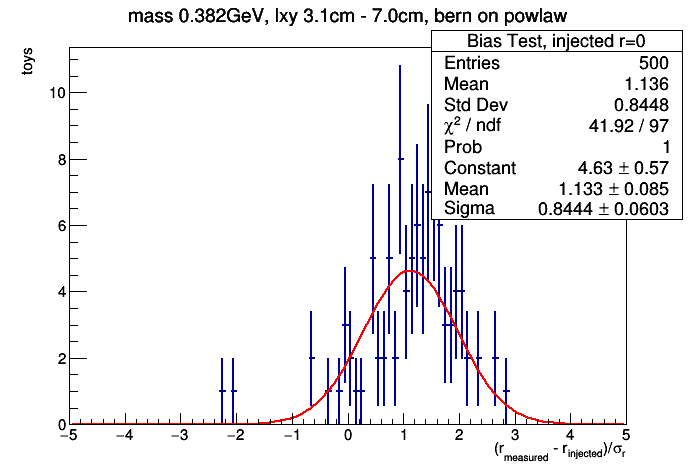 mass 0.382GeV, lxy 3.1cm - 7.0cm, bern on powlaw
Bias Test, injected r=0
Entries 500
Mean 1.136
Std Dev 0.8448
χ² / ndf 41.92 / 97
Prob 1
Constant 4.63 ± 0.57
Mean 1.133 ± 0.085
Sigma 0.8444 ± 0.0603
toys
10
8
6
4
2
0
−5 −4 −3 −2 −1 0 1 2 3 4 5
(r_measured - r_injected)/σ_r